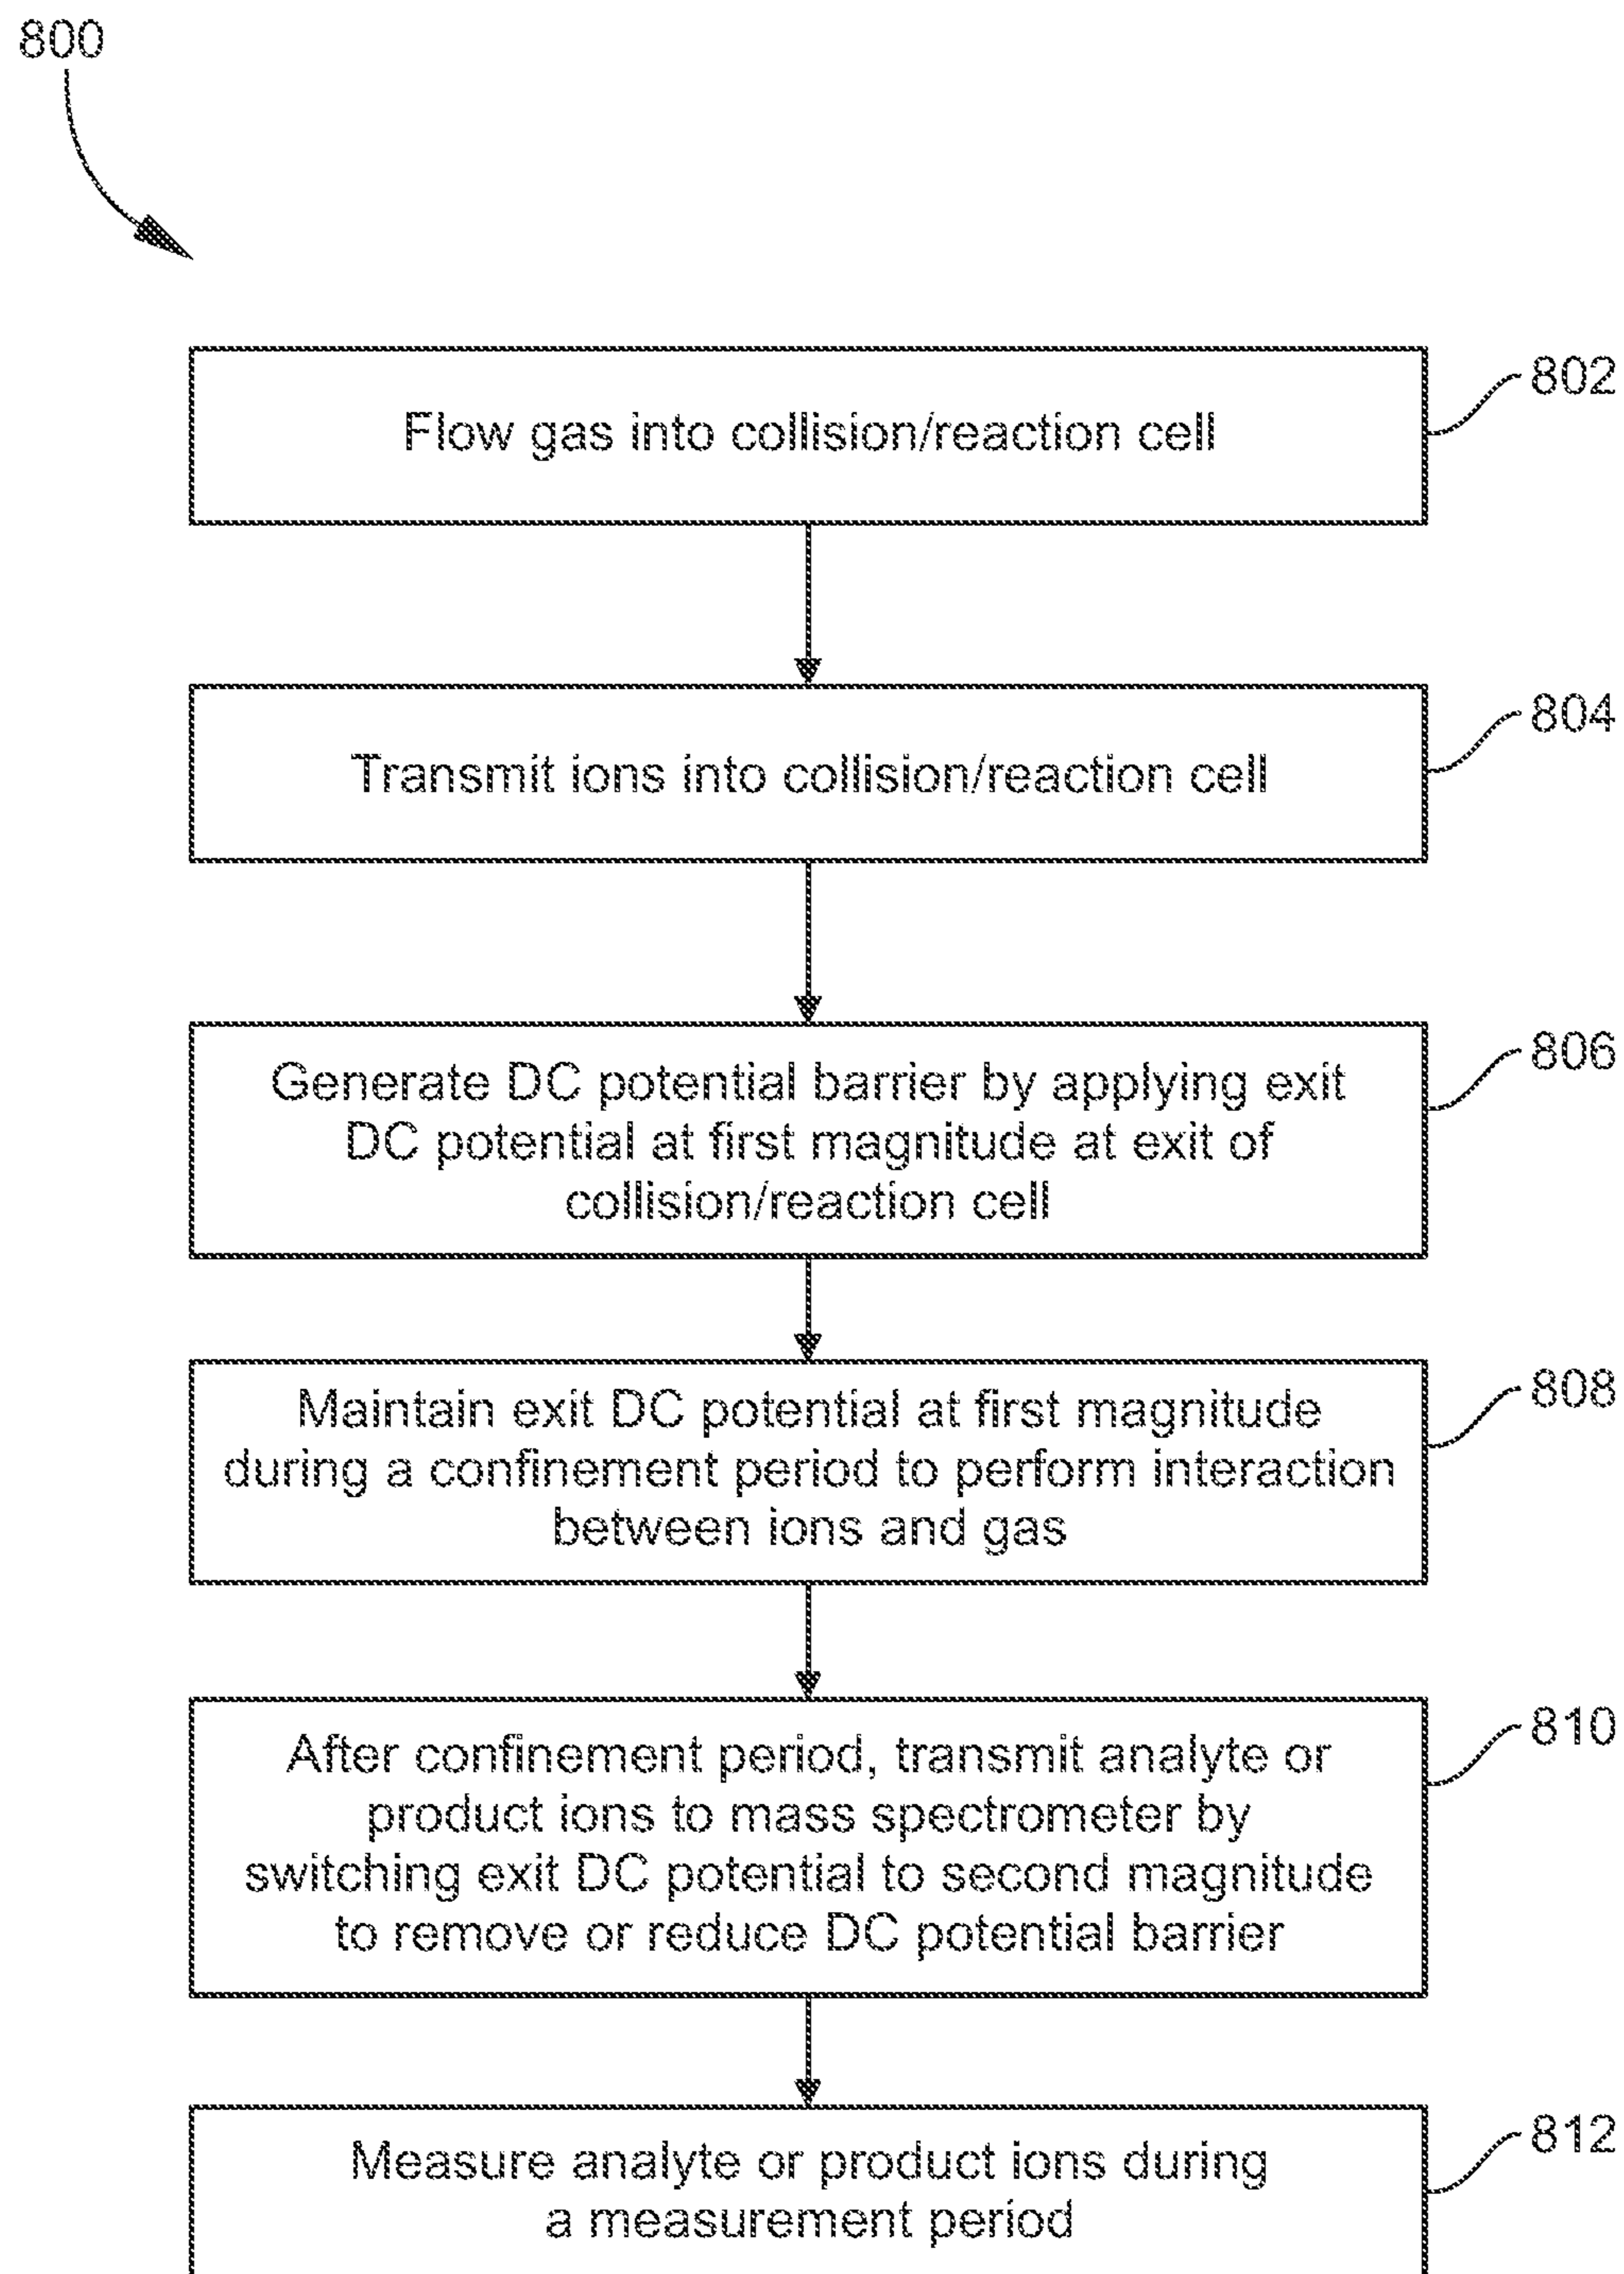 800
Flow gas into collision/reaction cell
802
Transmit ions into collision/reaction cell
804
Generate DC potential barrier by applying exit
DC potential at first magnitude at exit of
collision/reaction cell
806
Maintain exit DC potential at first magnitude
during a confinement period to perform interaction
between ions and gas
808
After confinement period, transmit analyte or
product ions to mass spectrometer by
switching exit DC potential to second magnitude
to remove or reduce DC potential barrier
810
Measure analyte or product ions during
a measurement period
812